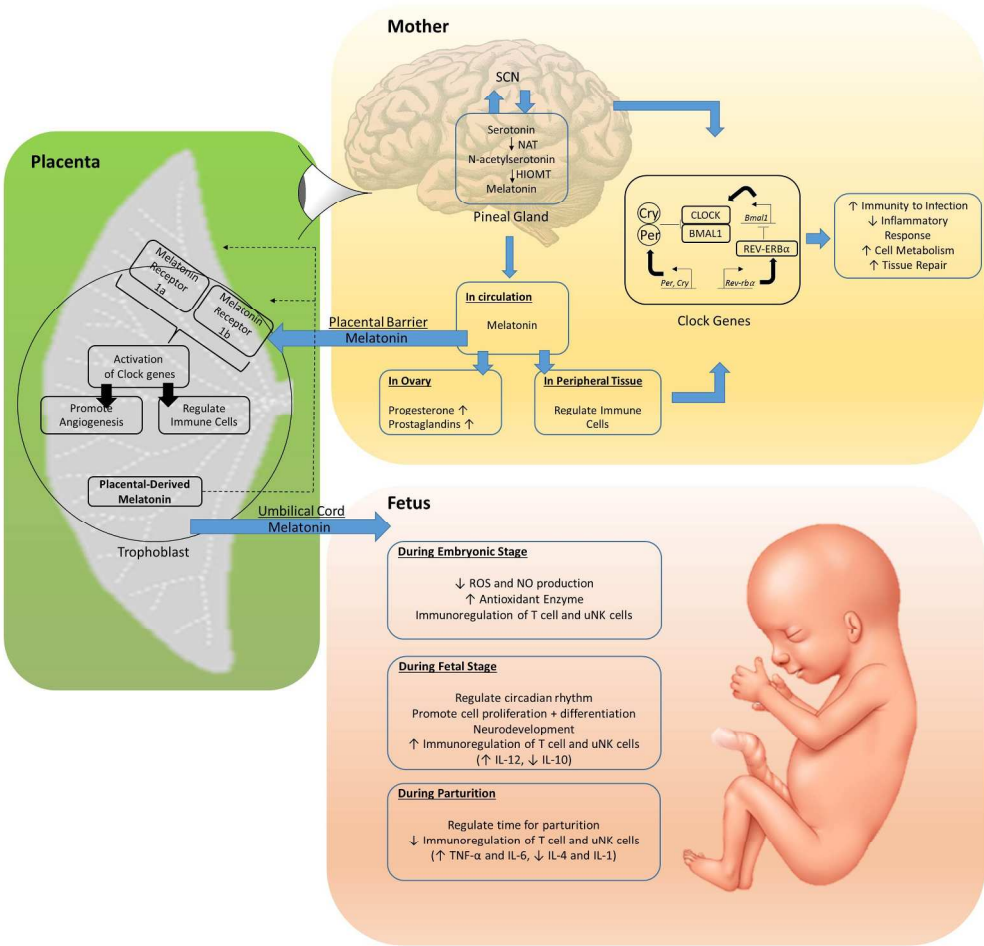 Mother
SCN
Serotonin
NAT
N-acetylserotonin
HIOMT
Melatonin
Pineal Gland
In circulation
Melatonin
Placental Barrier
Melatonin
In Ovary
Progesterone ↑
Prostaglandins ↑
In Peripheral Tissue
Regulate Immune
Cells
Cry
Per
CLOCK
BMAL1
Bmal1
REV-ERBα
Per, Cry
Rev-rbα
Clock Genes
↑ Immunity to Infection
↓ Inflammatory
Response
↑ Cell Metabolism
↑ Tissue Repair
Placenta
Melatonin
Receptor
1a
Melatonin
Receptor
1b
Activation
of Clock genes
Promote
Angiogenesis
Regulate
Immune Cells
Placental-Derived
Melatonin
Trophoblast
Umbilical Cord
Melatonin
Fetus
During Embryonic Stage
↓ ROS and NO production
↑ Antioxidant Enzyme
Immunoregulation of T cell and uNK cells
During Fetal Stage
Regulate circadian rhythm
Promote cell proliferation + differentiation
Neurodevelopment
↑ Immunoregulation of T cell and uNK cells
(↑ IL-12, ↓ IL-10)
During Parturition
Regulate time for parturition
↓ Immunoregulation of T cell and uNK cells
(↑ TNF-α and IL-6, ↓ IL-4 and IL-1)